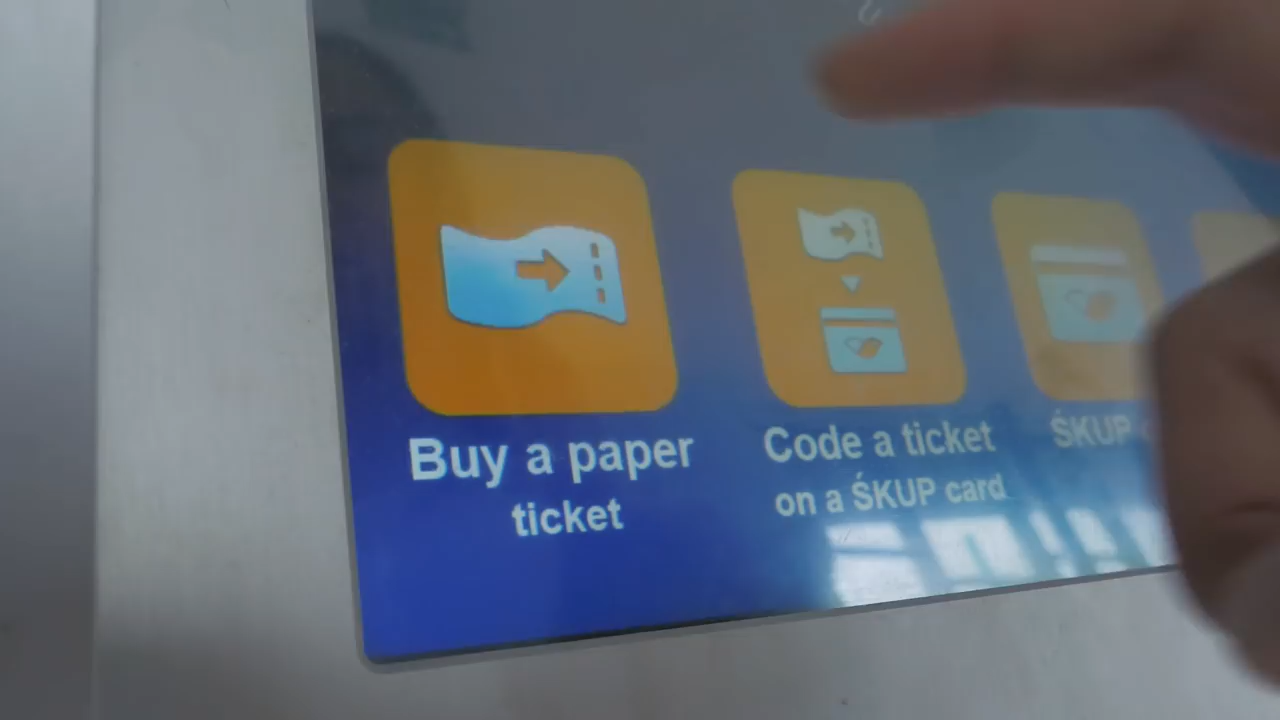 Buy a paper
ticket
Code a ticket
on a ŚKUP card
ŚKUP